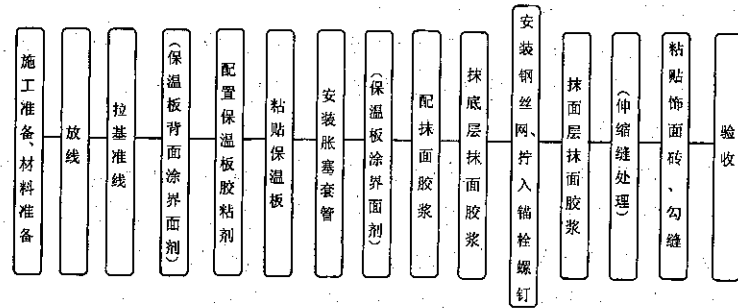 施工准备、材料准备
放线
拉基准线
(保温板背面涂界面剂)
配置保温板胶粘剂
粘贴保温板
安装胀塞套管
(保温板涂界面剂)
配抹面胶浆
抹底层抹面胶浆
安装钢丝网、拧入锚栓螺钉
抹面层抹面胶浆
(伸缩缝处理)
粘贴饰面砖、勾缝
验收